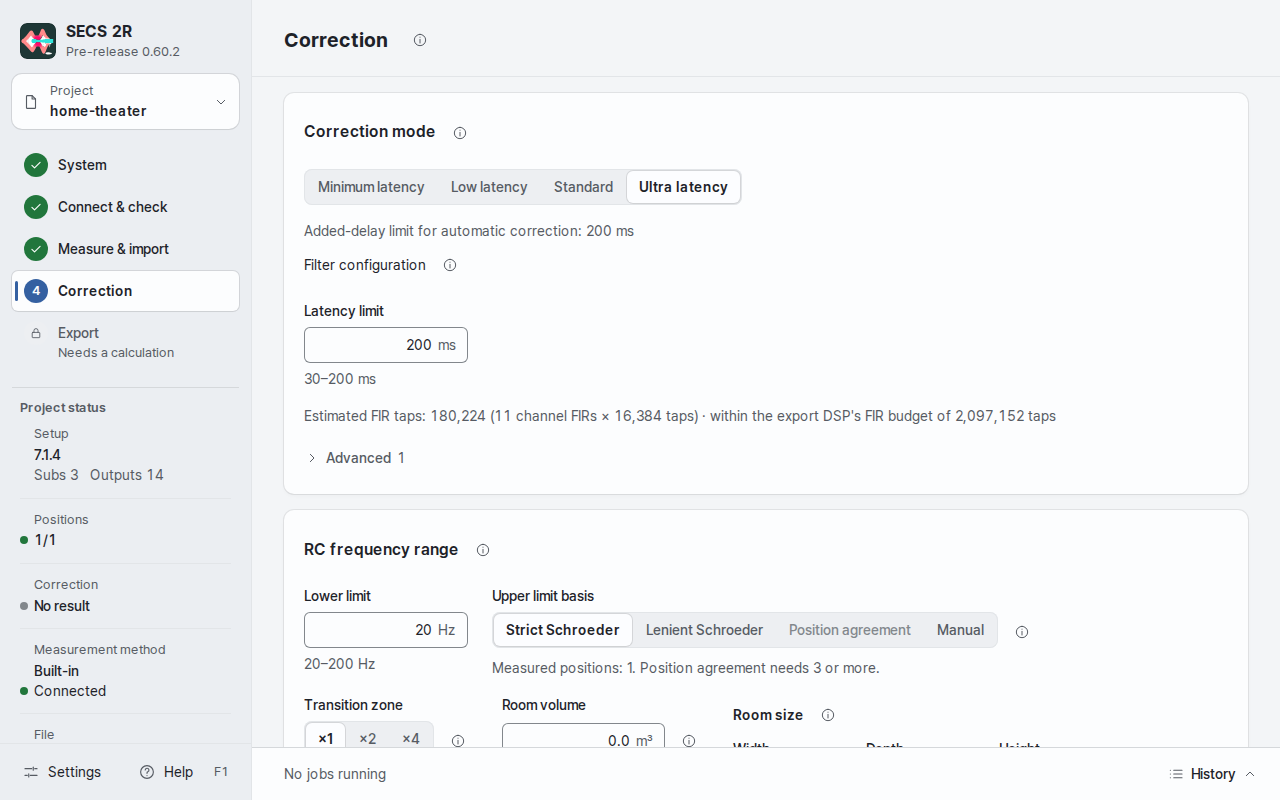 SECS 2R
Pre-release 0.60.2
Project
home-theater
System
Connect & check
Measure & import
4 Correction
Export
Needs a calculation
Project status
Setup
7.1.4
Subs 3 Outputs 14
Positions
1/1
Correction
No result
Measurement method
Built-in
Connected
File
Settings
Help F1
Correction
Correction mode
Minimum latency Low latency Standard Ultra latency
Added-delay limit for automatic correction: 200 ms
Filter configuration
Latency limit
200 ms
30–200 ms
Estimated FIR taps: 180,224 (11 channel FIRs × 16,384 taps) · within the export DSP's FIR budget of 2,097,152 taps
Advanced 1
RC frequency range
Lower limit
20 Hz
20–200 Hz
Upper limit basis
Strict Schroeder Lenient Schroeder Position agreement Manual
Measured positions: 1. Position agreement needs 3 or more.
Transition zone
×1 ×2 ×4
Room volume
0.0 m³
Room size
Width Depth Height
No jobs running
History